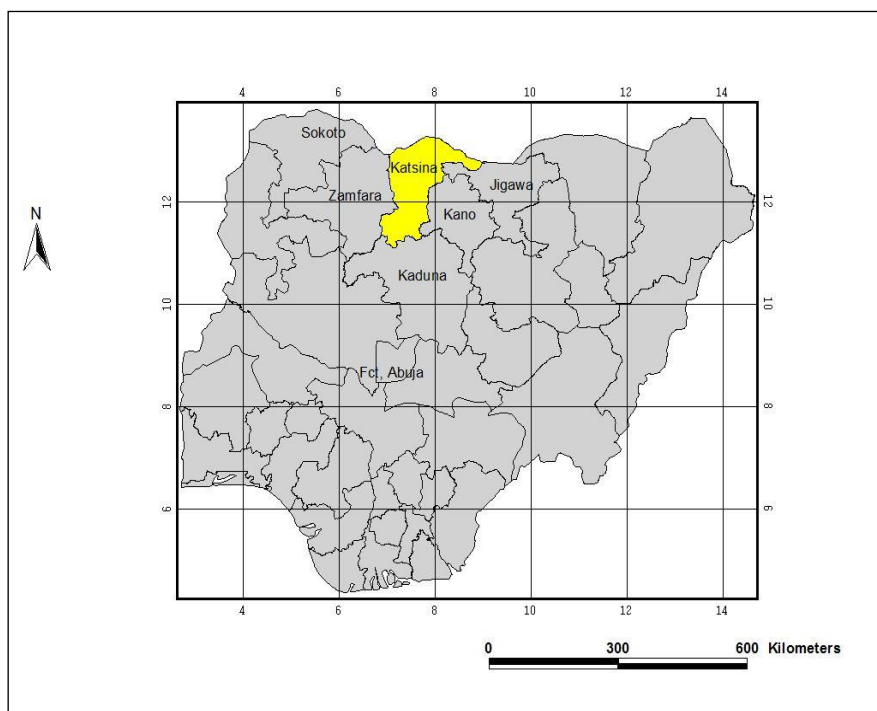 4 6 8 10 12 14
Sokoto
Katsina
Zamfara
Jigawa
12 12
Kano
N
Kaduna
10 10
Fct, Abuja
8 8
6 6
4 6 8 10 12 14
0 300 600 Kilometers